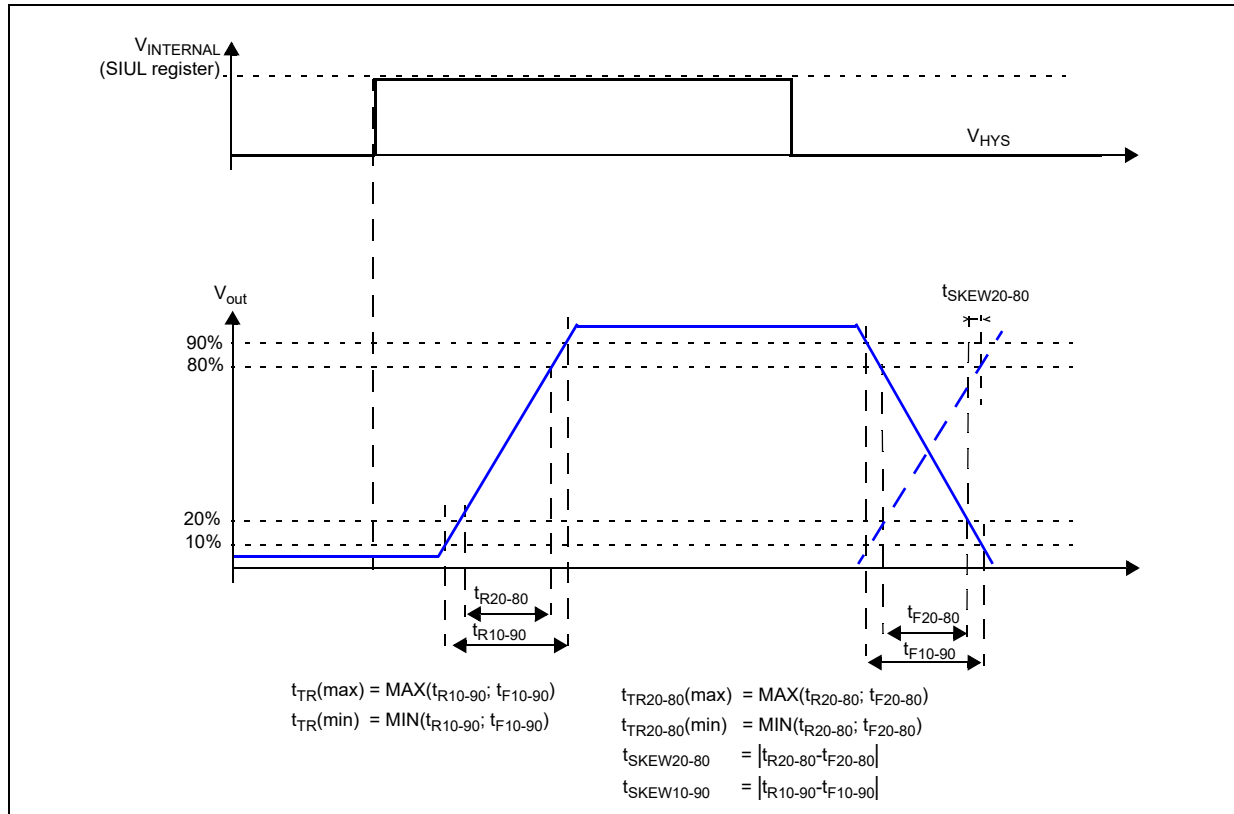 VINTERNAL
(SIUL register)
VHYS
Vout
tSKEW20-80
90%
80%
20%
10%
tR20-80
tR10-90
tF20-80
tF10-90
tTR(max) = MAX(tR10-90; tF10-90)
tTR(min) = MIN(tR10-90; tF10-90)
tTR20-80(max) = MAX(tR20-80; tF20-80)
tTR20-80(min) = MIN(tR20-80; tF20-80)
tSKEW20-80 = |tR20-80-tF20-80|
tSKEW10-90 = |tR10-90-tF10-90|